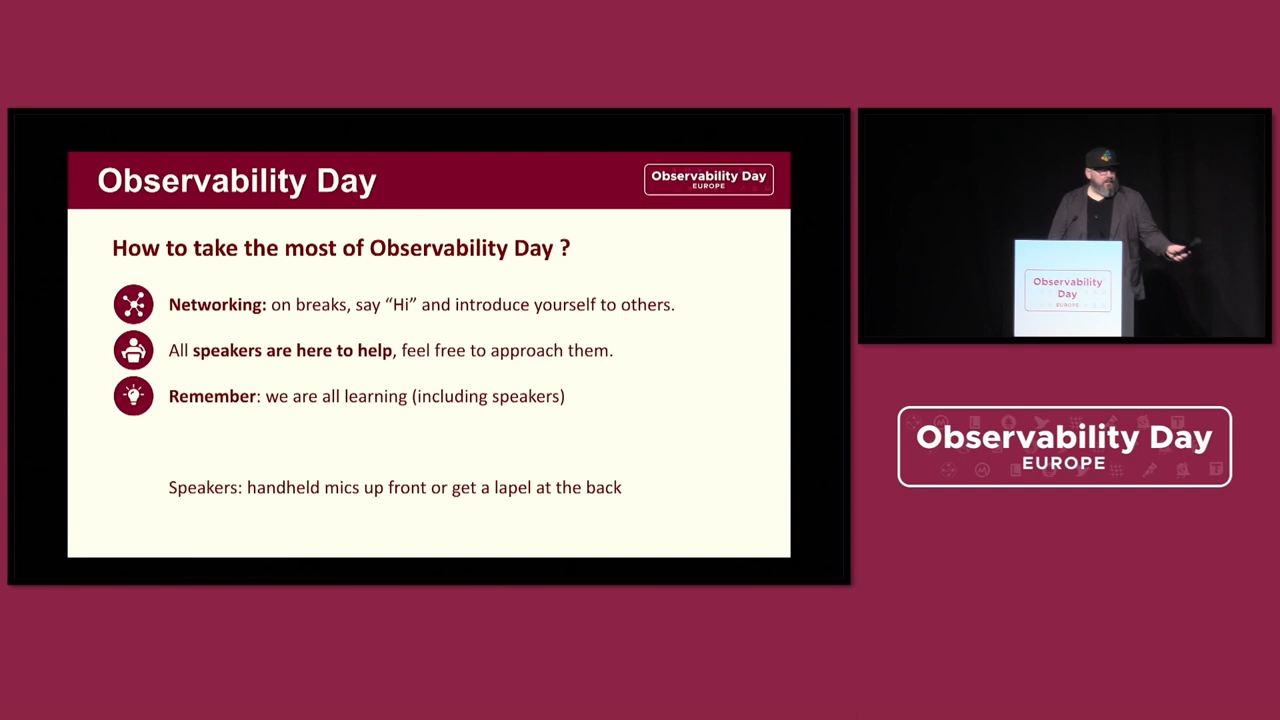 Observability Day
Observability Day
EUROPE
How to take the most of Observability Day ?
Networking: on breaks, say “Hi” and introduce yourself to others.
All speakers are here to help, feel free to approach them.
Remember: we are all learning (including speakers)
Speakers: handheld mics up front or get a lapel at the back
Observability
Day
EUROPE
Observability Day
EUROPE